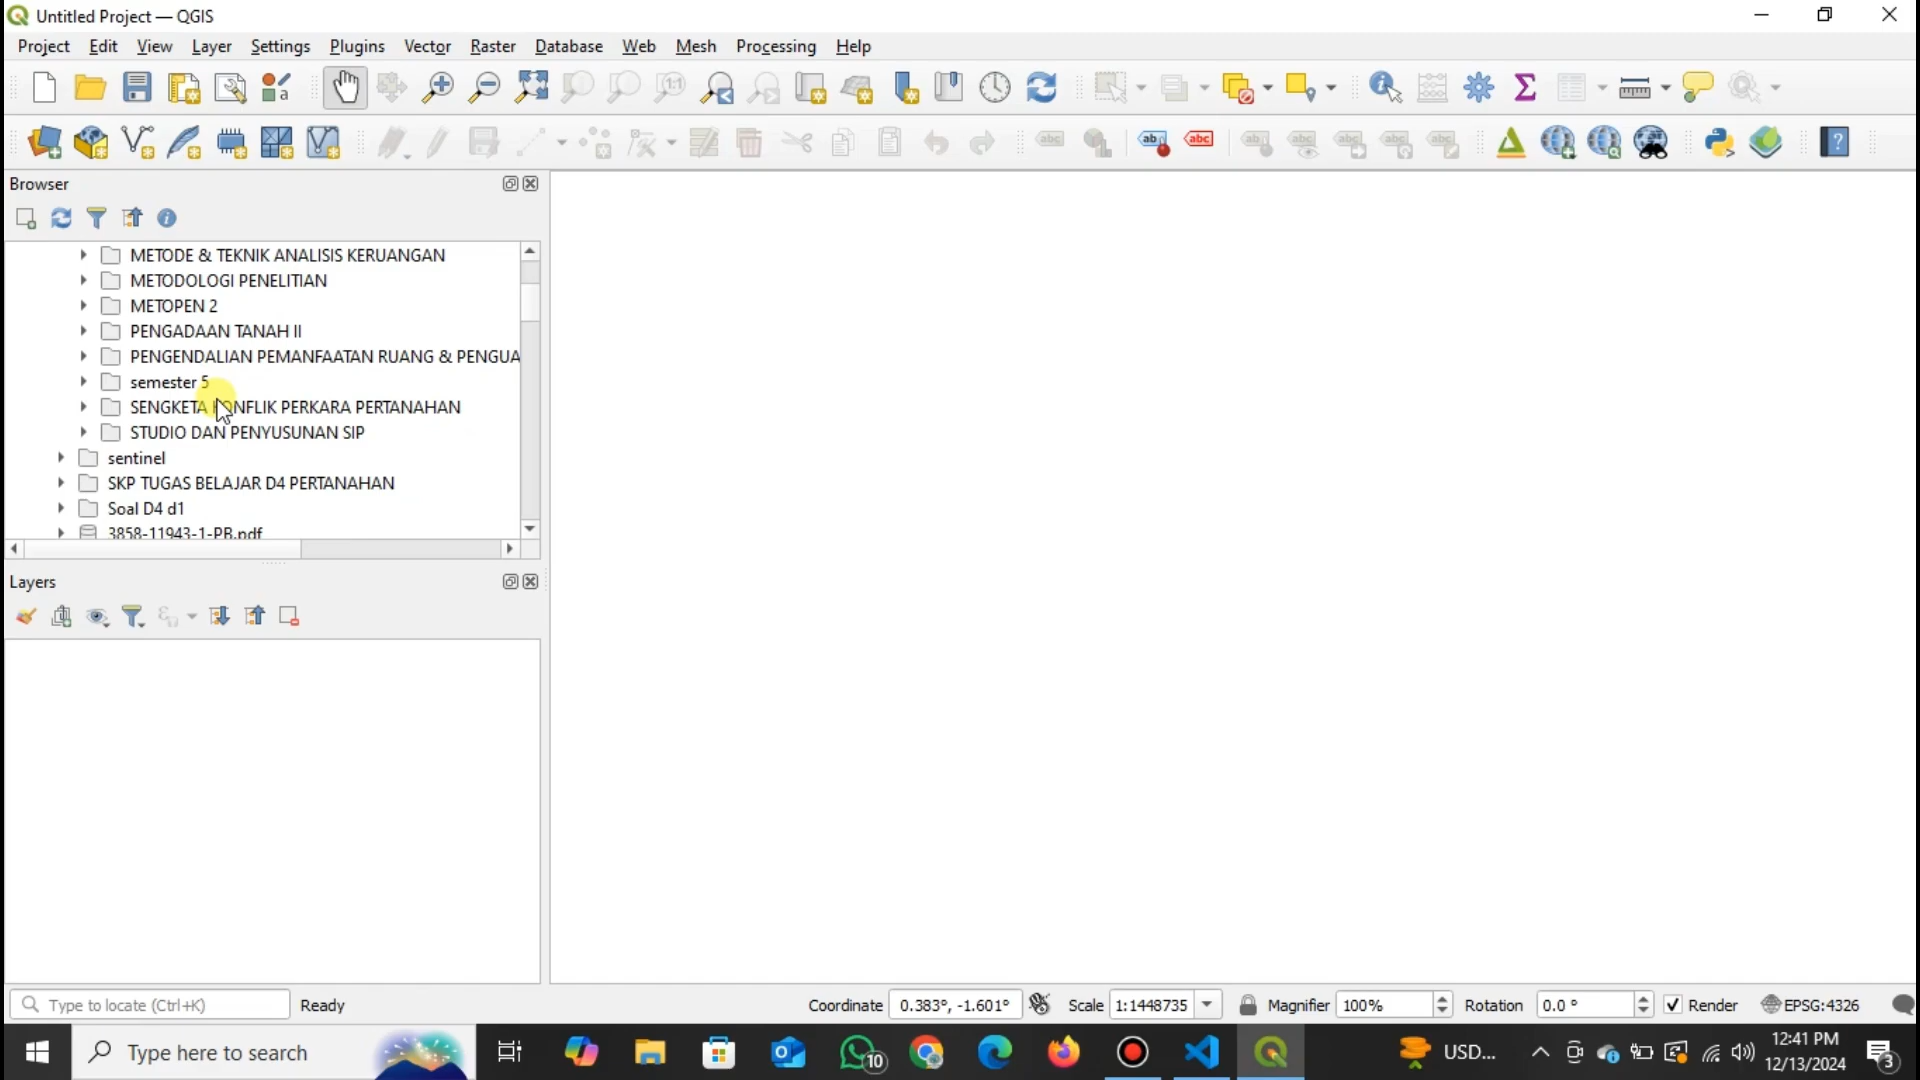 Untitled Project — QGIS
Project Edit View Layer Settings Plugins Vector Raster Database Web Mesh Processing Help
Browser
METODE & TEKNIK ANALISIS KERUANGAN
METODOLOGI PENELITIAN
METOPEN 2
PENGADAAN TANAH II
PENGENDALIAN PEMANFAATAN RUANG & PENGUA
semester 5
SENGKETA KONFLIK PERKARA PERTANAHAN
STUDIO DAN PENYUSUNAN SIP
sentinel
SKP TUGAS BELAJAR D4 PERTANAHAN
Soal D4 d1
3858-11943-1-PB.pdf
Layers
Type to locate (Ctrl+K) Ready Coordinate 0.383°, -1.601° Scale 1:1448735 Magnifier 100% Rotation 0.0 ° Render EPSG:4326
Type here to search 10 USD... 12:41 PM
12/13/2024 3